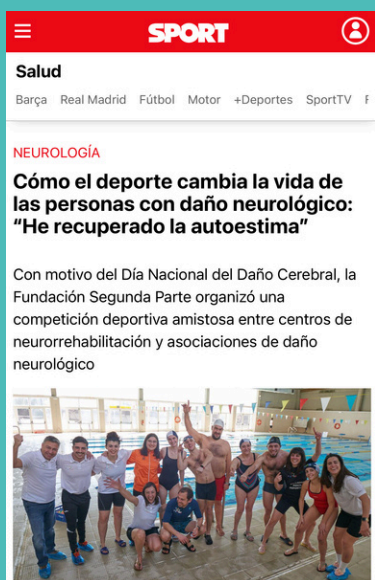 SPORT
Salud
Barça Real Madrid Fútbol Motor +Deportes SportTV F
NEUROLOGÍA
Cómo el deporte cambia la vida de
las personas con daño neurológico:
“He recuperado la autoestima”
Con motivo del Día Nacional del Daño Cerebral, la
Fundación Segunda Parte organizó una
competición deportiva amistosa entre centros de
neurorrehabilitación y asociaciones de daño
neurológico